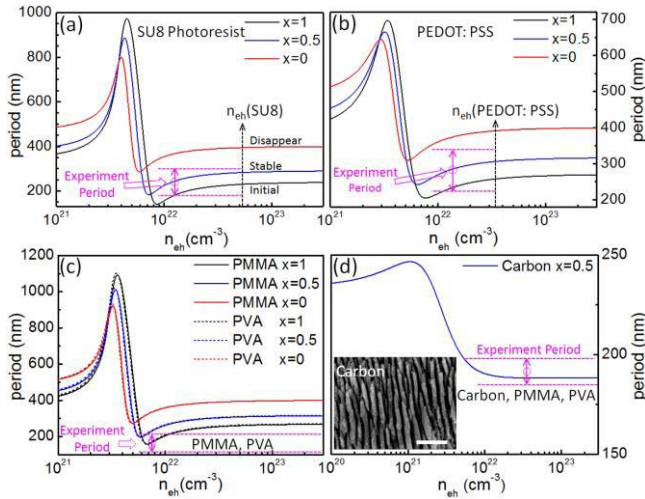 (a) SU8 Photoresist
x=1
x=0.5
x=0
n_eh(SU8)
Disappear
Stable
Initial
Experiment
Period
period (nm)
1000
800
600
400
200
10^21 10^22 10^23
n_eh(cm^-3)
(b) PEDOT: PSS
x=1
x=0.5
x=0
n_eh(PEDOT: PSS)
Experiment
Period
period (nm)
700
600
500
400
300
200
10^21 10^22 10^23
n_eh(cm^-3)
(c)
PMMA x=1
PMMA x=0.5
PMMA x=0
PVA x=1
PVA x=0.5
PVA x=0
Experiment
Period
PMMA, PVA
period (nm)
1200
1000
800
600
400
200
10^21 10^22 10^23
n_eh(cm^-3)
(d) Carbon x=0.5
Experiment Period
Carbon, PMMA, PVA
Carbon
period (nm)
250
200
150
10^20 10^21 10^22 10^23
n_eh(cm^-3)